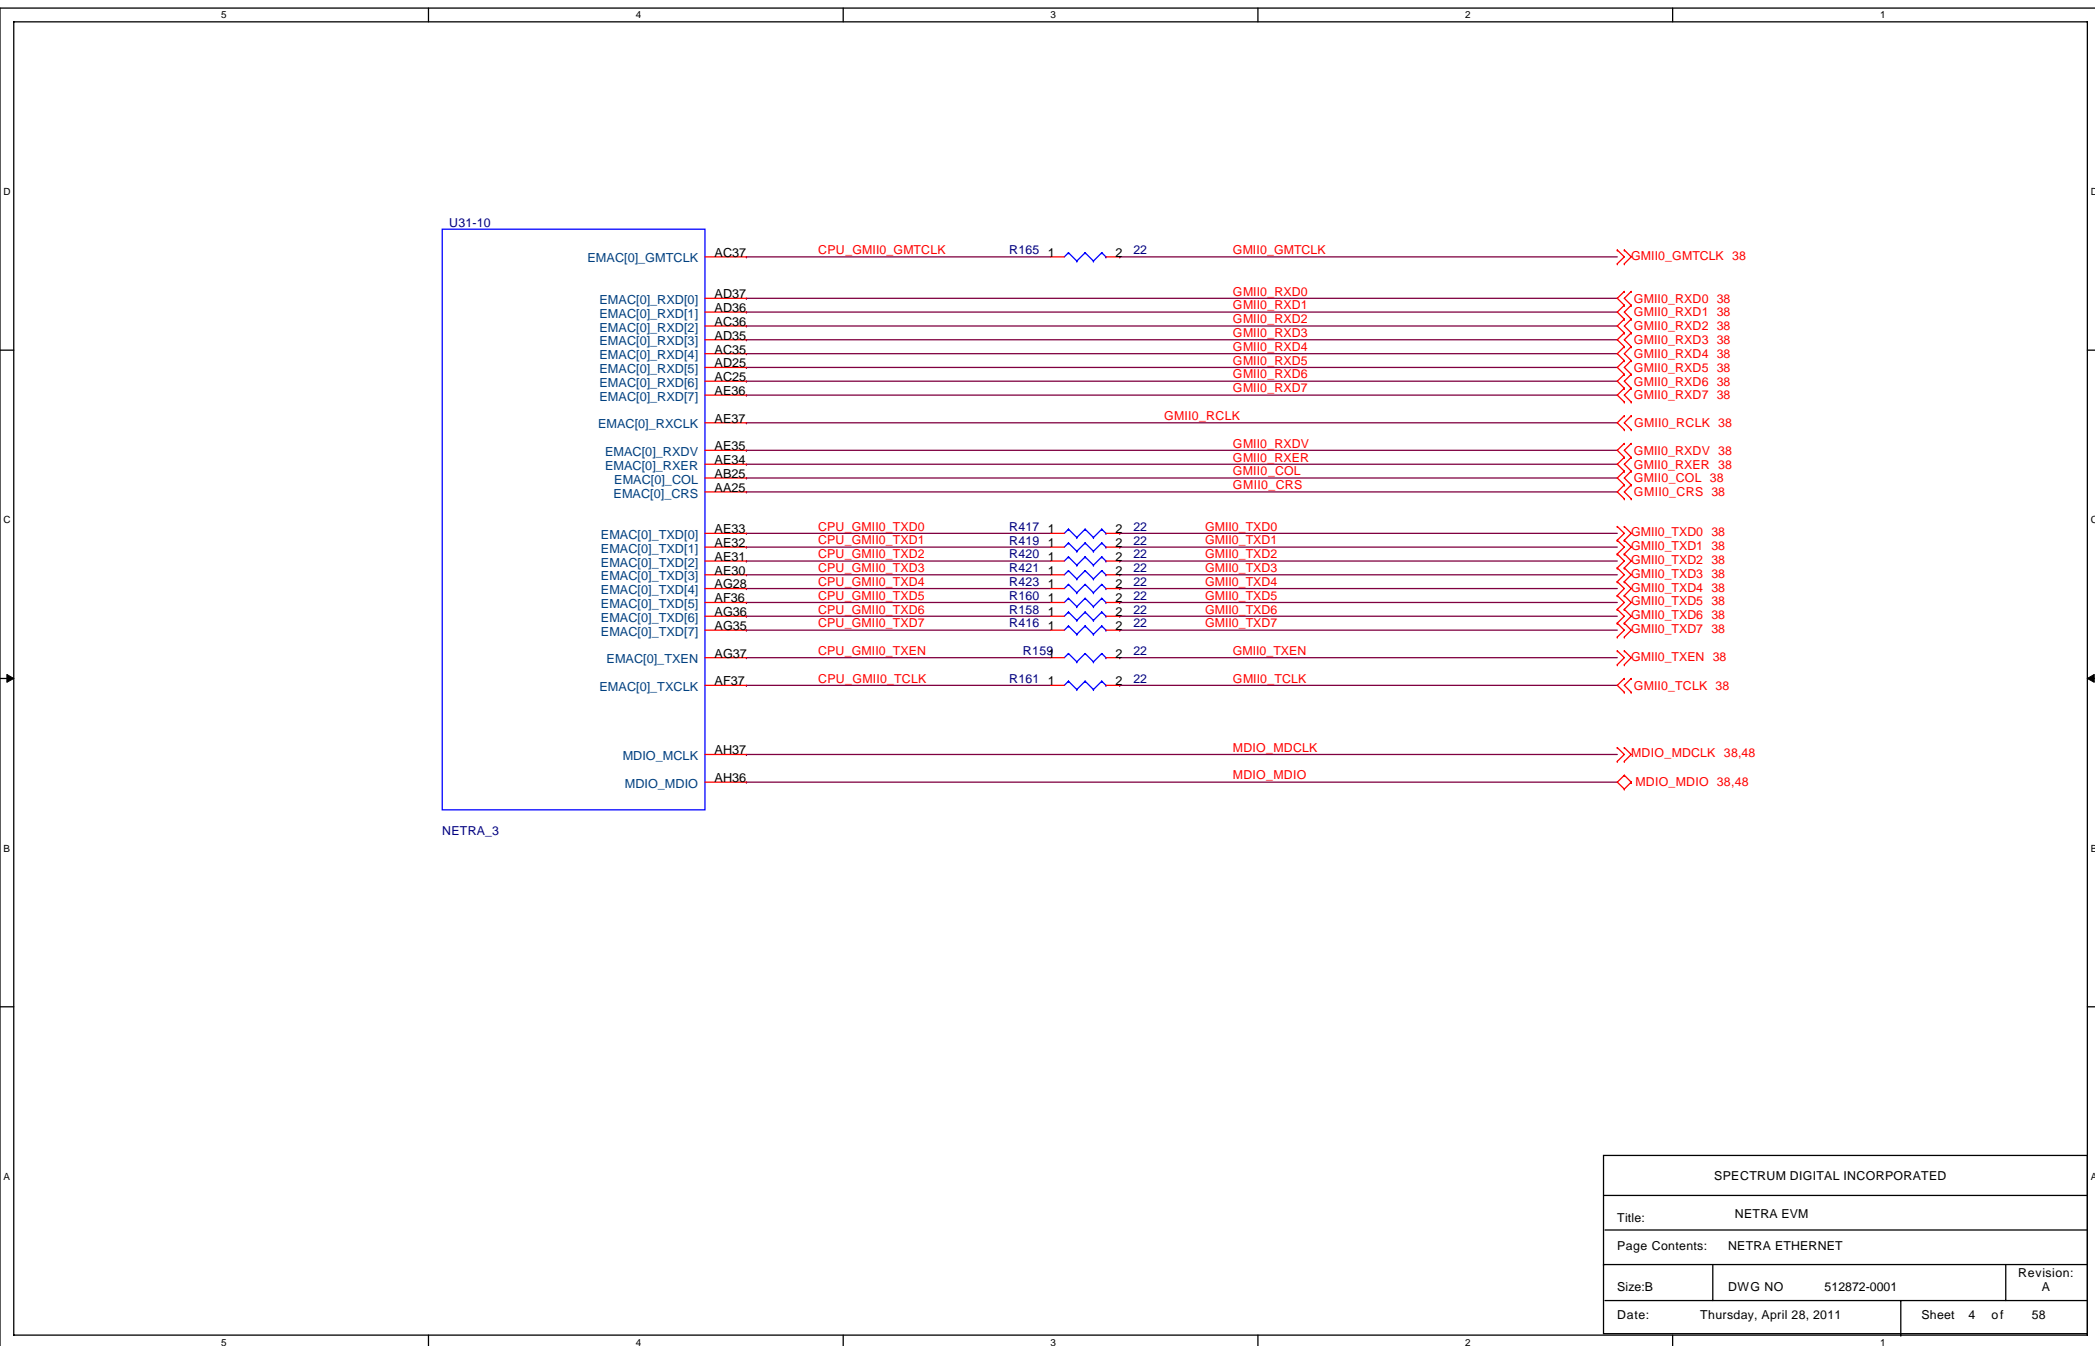 5 4 3 2 1
D D
U31-10
EMAC[0]_GMTCLK AC37 CPU_GMII0_GMTCLK R165 1 2 22 GMII0_GMTCLK GMII0_GMTCLK 38
EMAC[0]_RXD[0] AD37 GMII0_RXD0 GMII0_RXD0 38
EMAC[0]_RXD[1] AD36 GMII0_RXD1 GMII0_RXD1 38
EMAC[0]_RXD[2] AC36 GMII0_RXD2 GMII0_RXD2 38
EMAC[0]_RXD[3] AD35 GMII0_RXD3 GMII0_RXD3 38
EMAC[0]_RXD[4] AC35 GMII0_RXD4 GMII0_RXD4 38
EMAC[0]_RXD[5] AD25 GMII0_RXD5 GMII0_RXD5 38
EMAC[0]_RXD[6] AC25 GMII0_RXD6 GMII0_RXD6 38
EMAC[0]_RXD[7] AE36 GMII0_RXD7 GMII0_RXD7 38
EMAC[0]_RXCLK AE37 GMII0_RCLK GMII0_RCLK 38
EMAC[0]_RXDV AE35 GMII0_RXDV GMII0_RXDV 38
EMAC[0]_RXER AE34 GMII0_RXER GMII0_RXER 38
EMAC[0]_COL AB25 GMII0_COL GMII0_COL 38
EMAC[0]_CRS AA25 GMII0_CRS GMII0_CRS 38
C C
EMAC[0]_TXD[0] AE33 CPU_GMII0_TXD0 R417 1 2 22 GMII0_TXD0 GMII0_TXD0 38
EMAC[0]_TXD[1] AE32 CPU_GMII0_TXD1 R419 1 2 22 GMII0_TXD1 GMII0_TXD1 38
EMAC[0]_TXD[2] AE31 CPU_GMII0_TXD2 R420 1 2 22 GMII0_TXD2 GMII0_TXD2 38
EMAC[0]_TXD[3] AE30 CPU_GMII0_TXD3 R421 1 2 22 GMII0_TXD3 GMII0_TXD3 38
EMAC[0]_TXD[4] AG28 CPU_GMII0_TXD4 R423 1 2 22 GMII0_TXD4 GMII0_TXD4 38
EMAC[0]_TXD[5] AF36 CPU_GMII0_TXD5 R160 1 2 22 GMII0_TXD5 GMII0_TXD5 38
EMAC[0]_TXD[6] AG36 CPU_GMII0_TXD6 R158 1 2 22 GMII0_TXD6 GMII0_TXD6 38
EMAC[0]_TXD[7] AG35 CPU_GMII0_TXD7 R416 1 2 22 GMII0_TXD7 GMII0_TXD7 38
EMAC[0]_TXEN AG37 CPU_GMII0_TXEN R159 1 2 22 GMII0_TXEN GMII0_TXEN 38
EMAC[0]_TXCLK AF37 CPU_GMII0_TCLK R161 1 2 22 GMII0_TCLK GMII0_TCLK 38
MDIO_MCLK AH37 MDIO_MDCLK MDIO_MDCLK 38,48
MDIO_MDIO AH36 MDIO_MDIO MDIO_MDIO 38,48
NETRA_3
B B
A A
SPECTRUM DIGITAL INCORPORATED
Title: NETRA EVM
Page Contents: NETRA ETHERNET
Size:B DWG NO 512872-0001 Revision: A
Date: Thursday, April 28, 2011 Sheet 4 of 58
5 4 3 2 1